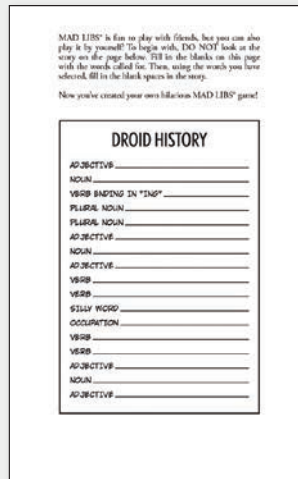 MAD LIBS® is fun to play with friends, but you can also
play it by yourself! To begin with, DO NOT look at the
story on the page below. Fill in the blanks on this page
with the words called for. Then, using the words you have
selected, fill in the blank spaces in the story.
Now you've created your own hilarious MAD LIBS® game!
DROID HISTORY
ADJECTIVE
NOUN
VERB ENDING IN "ING"
PLURAL NOUN
PLURAL NOUN
ADJECTIVE
NOUN
ADJECTIVE
VERB
VERB
SILLY WORD
OCCUPATION
VERB
VERB
ADJECTIVE
NOUN
ADJECTIVE